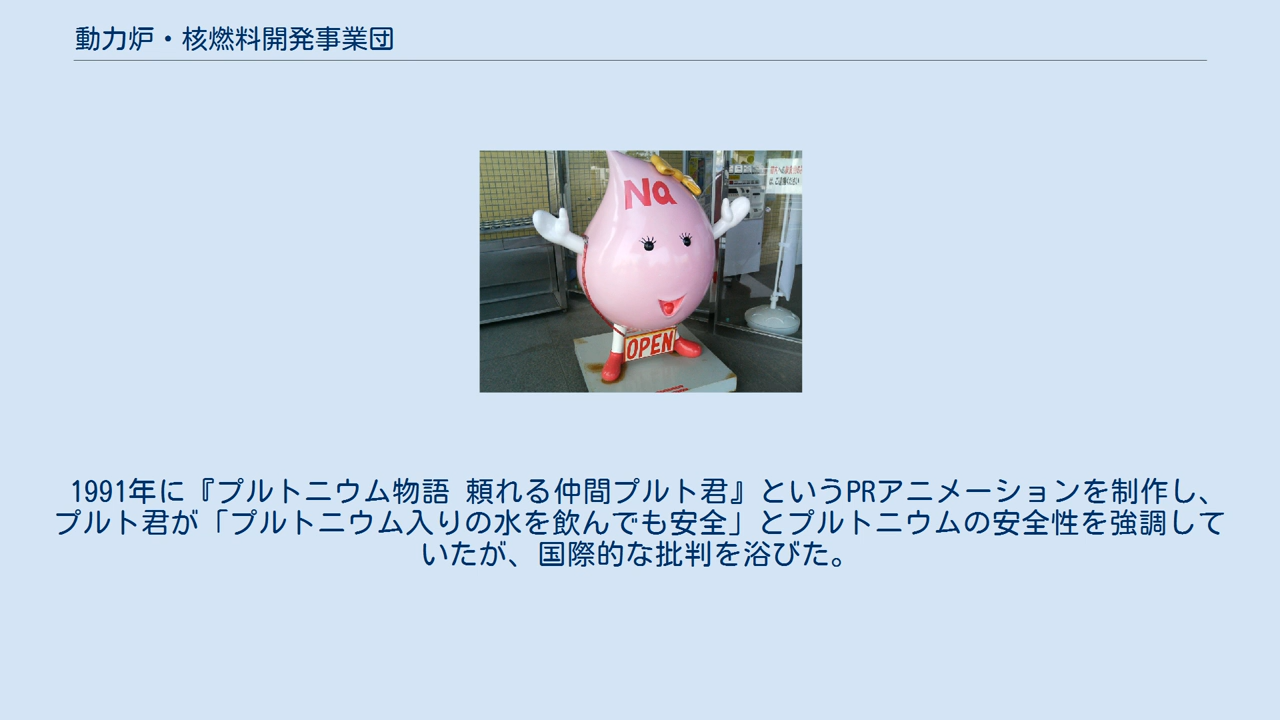 動力炉・核燃料開発事業団
Na
OPEN
1991年に『プルトニウム物語 頼れる仲間プルト君』というPRアニメーションを制作し、
プルト君が「プルトニウム入りの水を飲んでも安全」とプルトニウムの安全性を強調して
いたが、国際的な批判を浴びた。